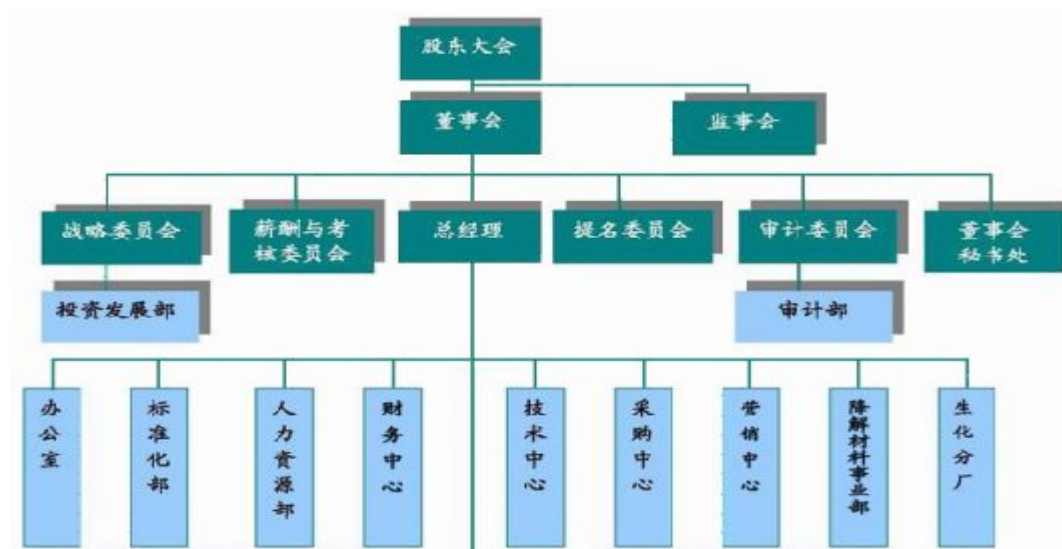 股东大会
董事会
监事会
战略委员会
薪酬与考
核委员会
总经理
提名委员会
审计委员会
董事会
秘书处
投资发展部
审计部
办公室
标准化部
人力资源部
财务中心
技术中心
采购中心
营销中心
降解材料事业部
生化分厂